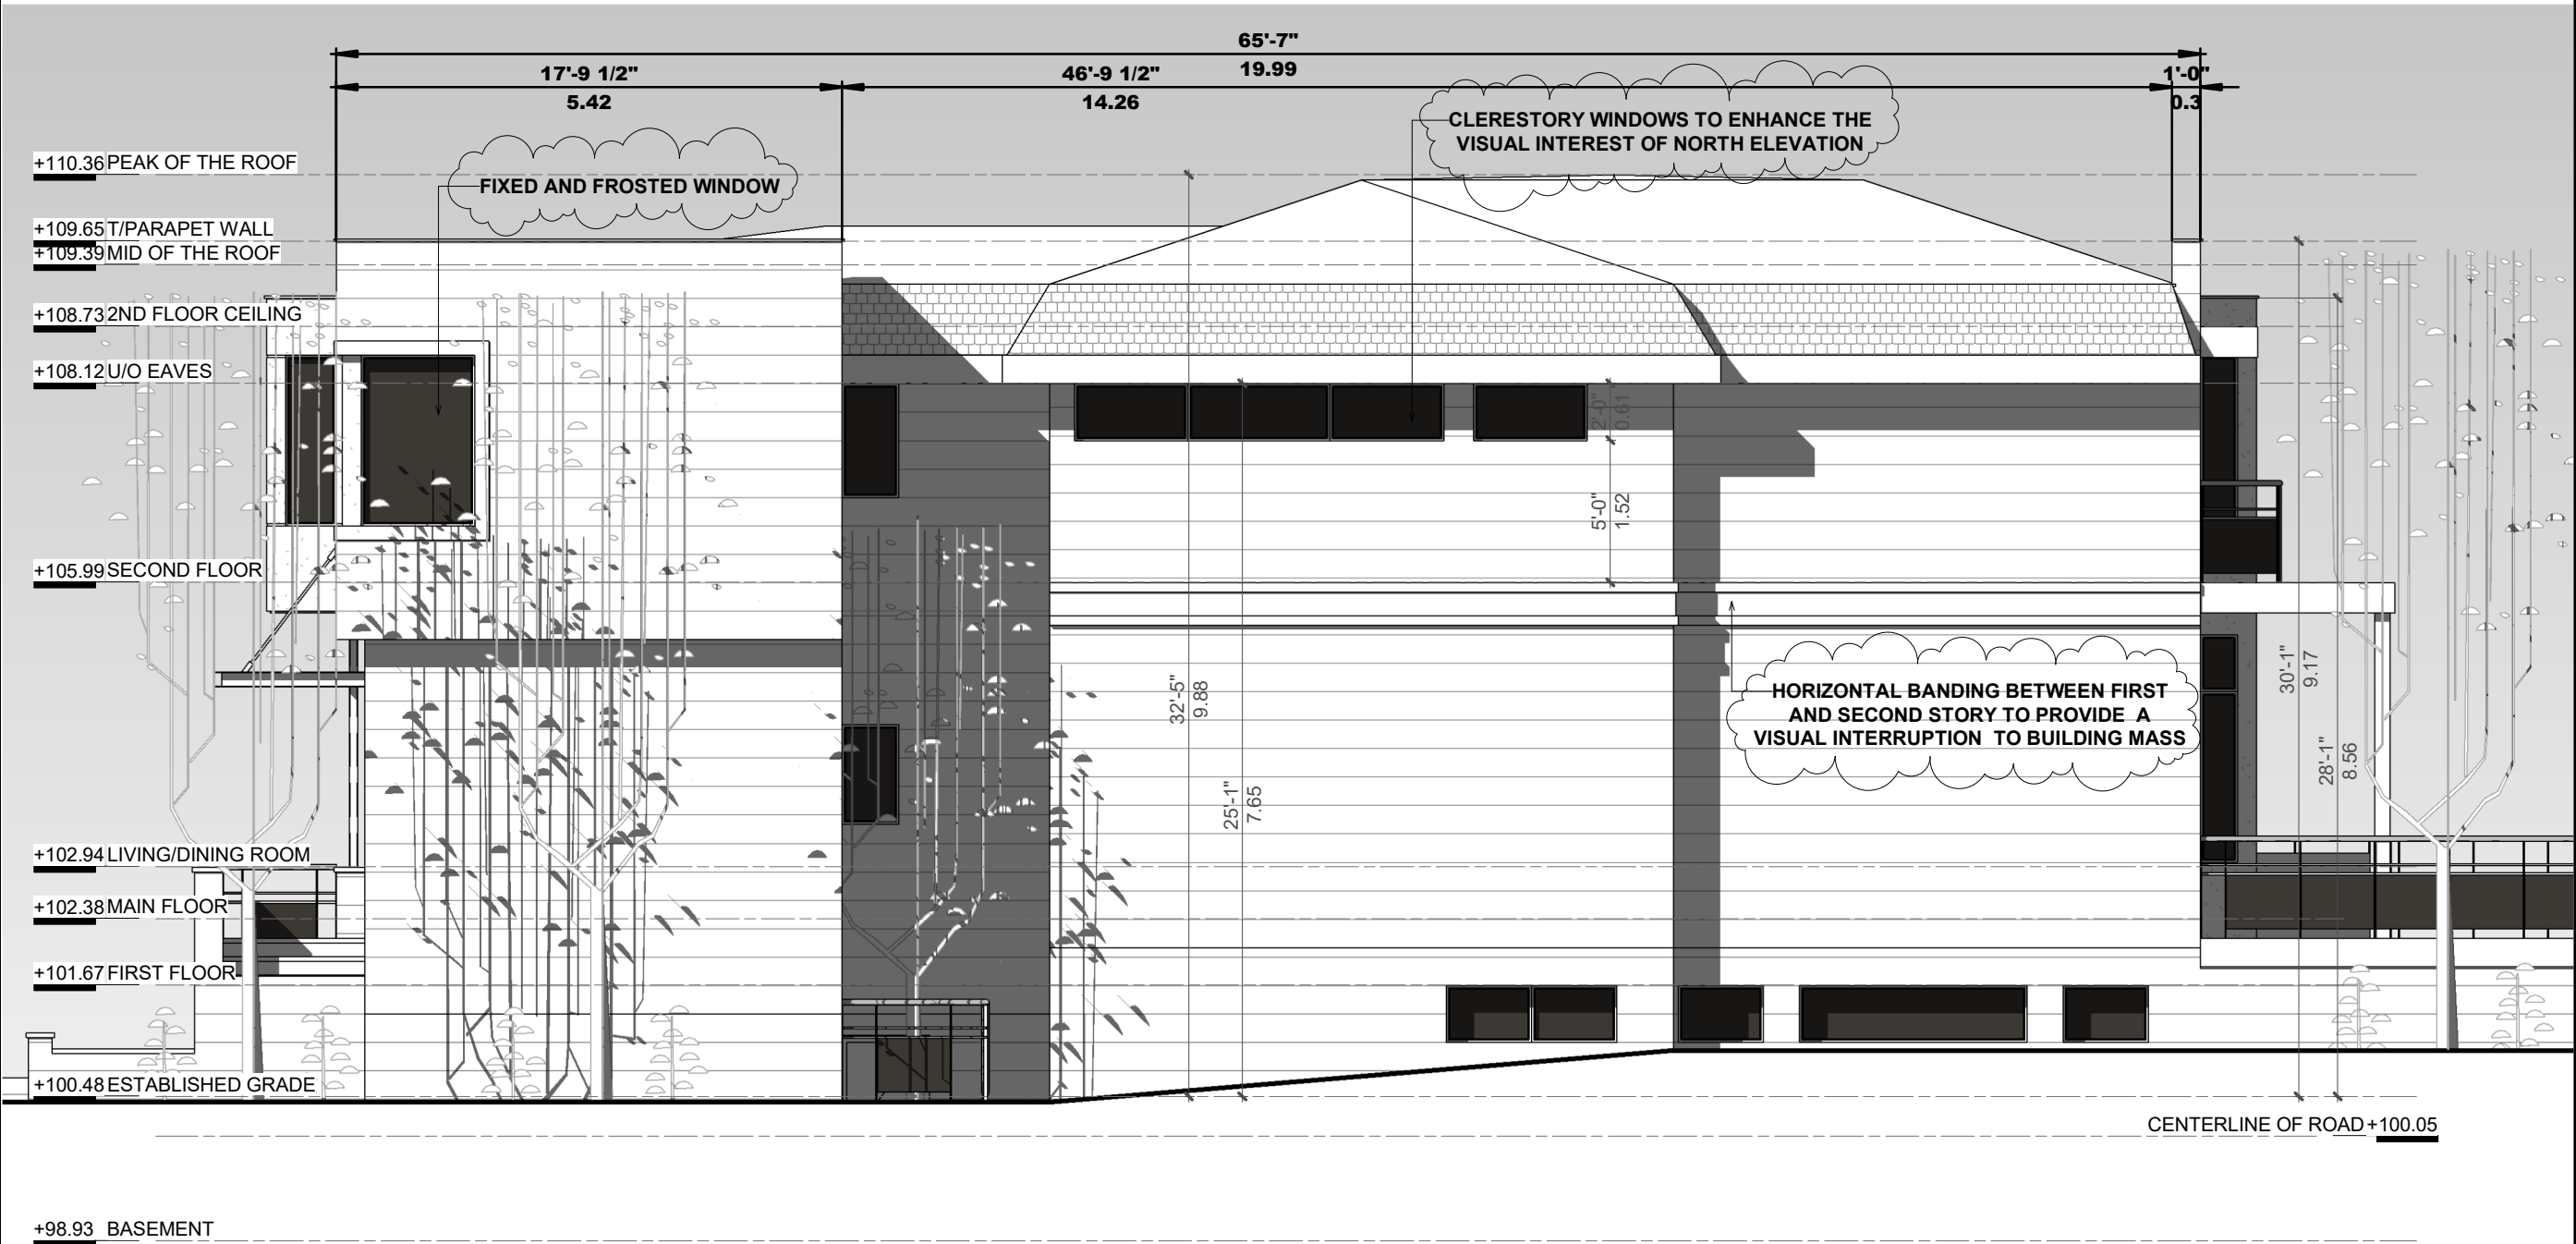 65'-7"
19.99
17'-9 1/2"
5.42
46'-9 1/2"
14.26
1'-0"
0.3
CLERESTORY WINDOWS TO ENHANCE THE
VISUAL INTEREST OF NORTH ELEVATION
FIXED AND FROSTED WINDOW
+110.36 PEAK OF THE ROOF
+109.65 T/PARAPET WALL
+109.39 MID OF THE ROOF
+108.73 2ND FLOOR CEILING
+108.12 U/O EAVES
2'-0"
0.61
5'-0"
1.52
+105.99 SECOND FLOOR
HORIZONTAL BANDING BETWEEN FIRST
AND SECOND STORY TO PROVIDE A
VISUAL INTERRUPTION TO BUILDING MASS
32'-5"
9.88
25'-1"
7.65
30'-1"
9.17
28'-1"
8.56
+102.94 LIVING/DINING ROOM
+102.38 MAIN FLOOR
+101.67 FIRST FLOOR
+100.48 ESTABLISHED GRADE
CENTERLINE OF ROAD +100.05
+98.93 BASEMENT